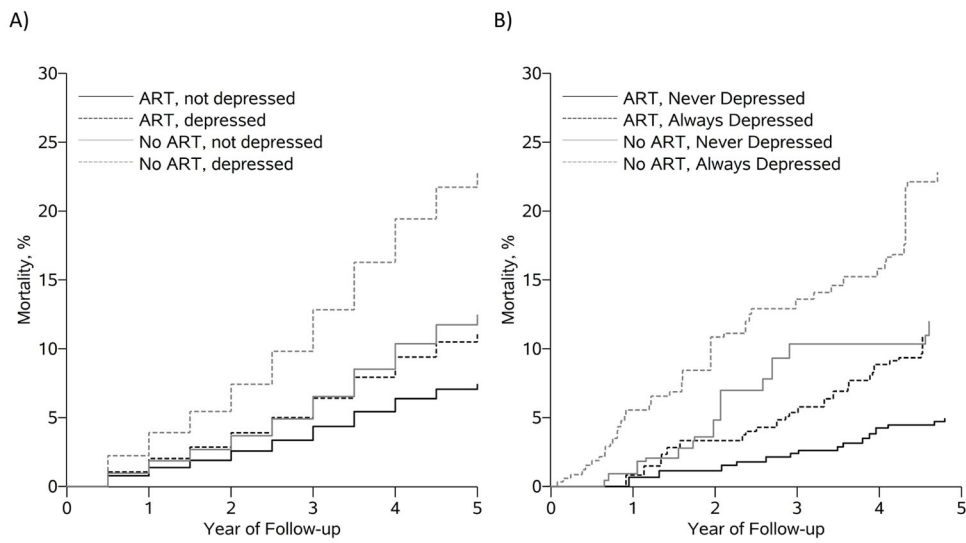 A)
30
25
20
15
10
5
0
Mortality, %
ART, not depressed
ART, depressed
No ART, not depressed
No ART, depressed
0 1 2 3 4 5
Year of Follow-up
B)
30
25
20
15
10
5
0
Mortality, %
ART, Never Depressed
ART, Always Depressed
No ART, Never Depressed
No ART, Always Depressed
0 1 2 3 4 5
Year of Follow-up